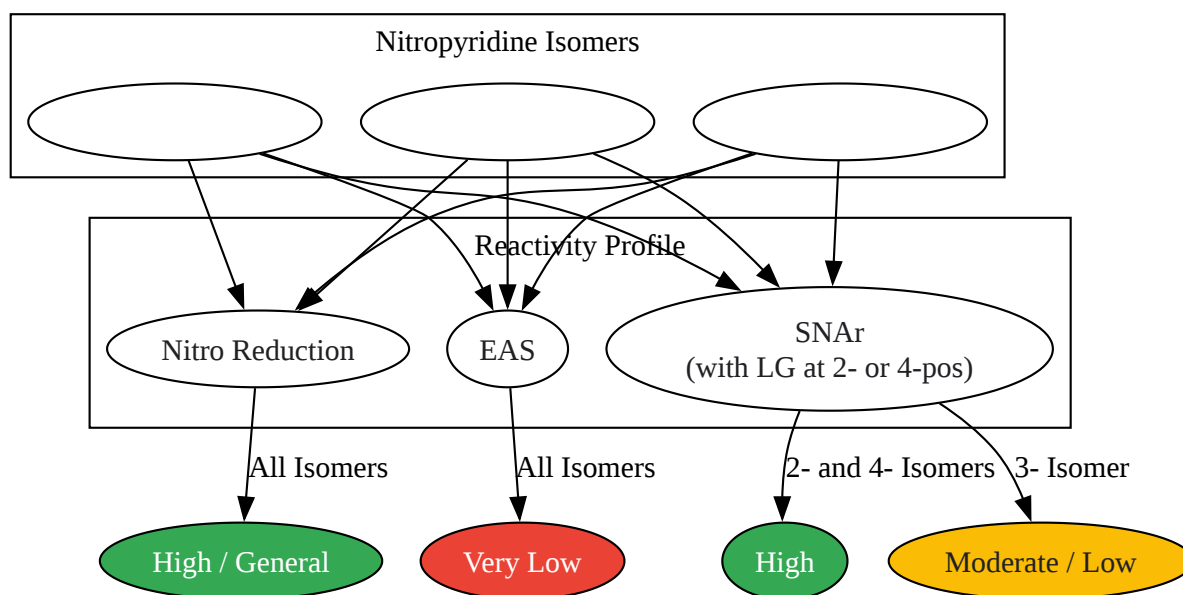 Nitropyridine Isomers
Reactivity Profile
Nitro Reduction
EAS
SNAr
(with LG at 2- or 4-pos)
All Isomers
All Isomers
2- and 4- Isomers
3- Isomer
High / General
Very Low
High
Moderate / Low